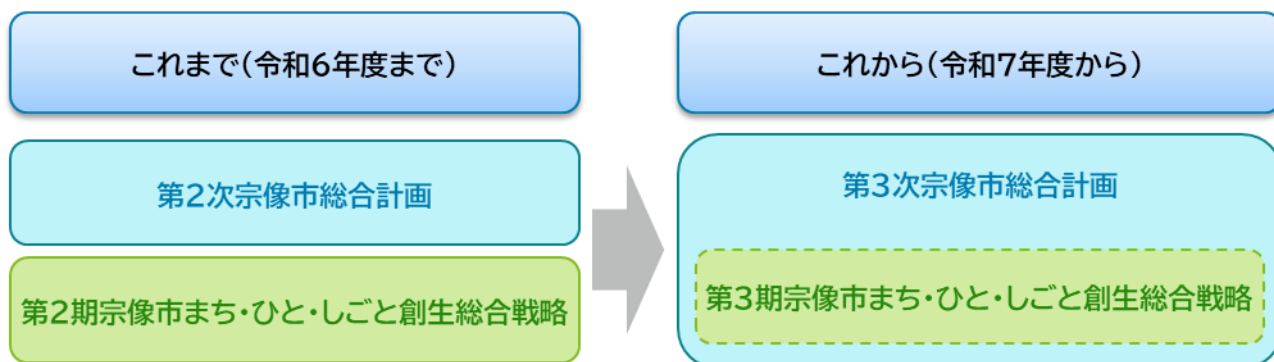 これまで(令和6年度まで)
第2次宗像市総合計画
第2期宗像市まち・ひと・しごと創生総合戦略
これから(令和7年度から)
第3次宗像市総合計画
第3期宗像市まち・ひと・しごと創生総合戦略